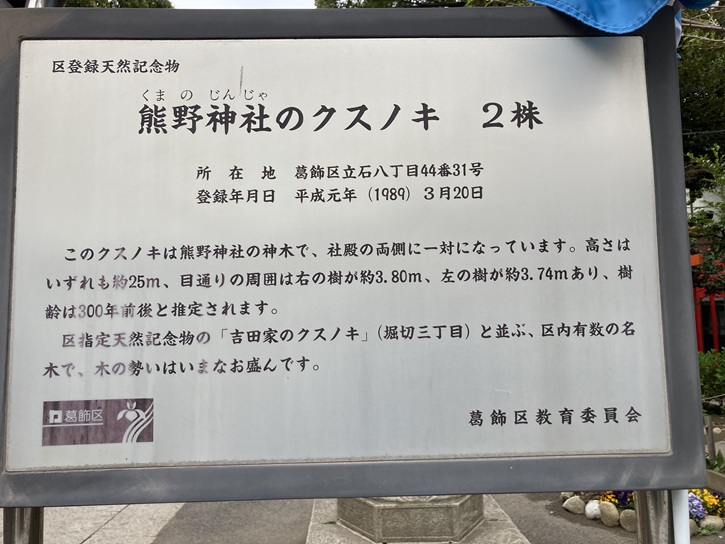 区登録天然記念物
くま の じんじゃ
熊野神社のクスノキ 2株
所 在 地 葛飾区立石八丁目44番31号
登録年月日 平成元年(1989)3月20日
このクスノキは熊野神社の神木で、社殿の両側に一対になっています。高さは
いずれも約25m、目通りの周囲は右の樹が約3.80m、左の樹が約3.74mあり、樹
齢は300年前後と推定されます。
区指定天然記念物の「吉田家のクスノキ」(堀切三丁目)と並ぶ、区内有数の名
木で、木の勢いはいまなお盛んです。
葛飾区
葛飾区教育委員会